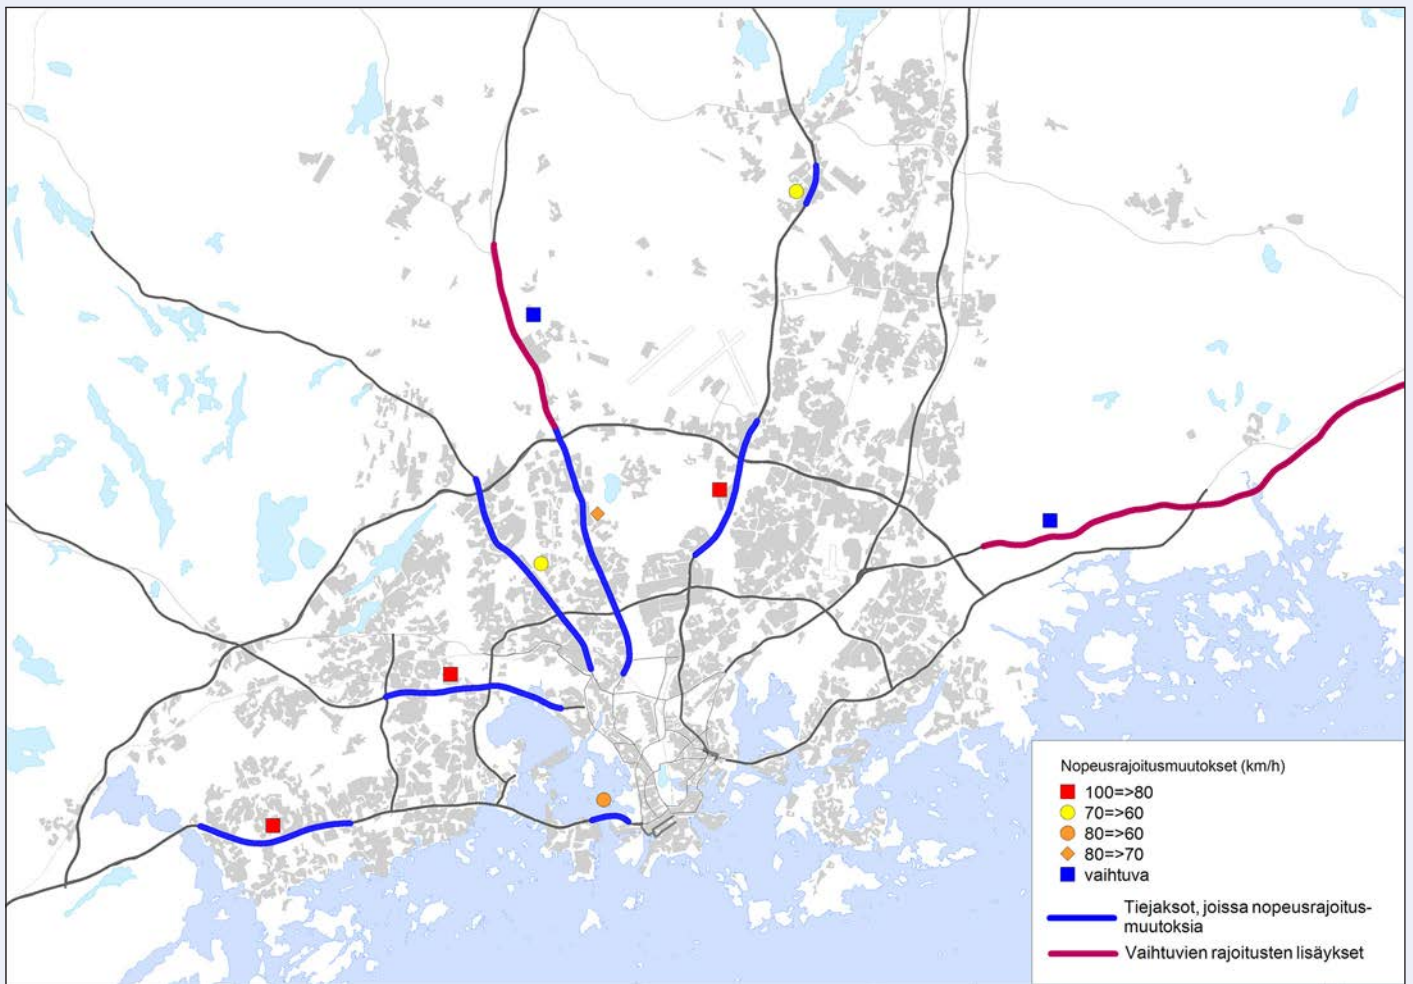 Nopeusrajoitusmuutokset (km/h)
100=>80
70=>60
80=>60
80=>70
vaihtuva
Tiejaksot, joissa nopeusrajoitus-
muutoksia
Vaihtuvien rajoitusten lisäykset